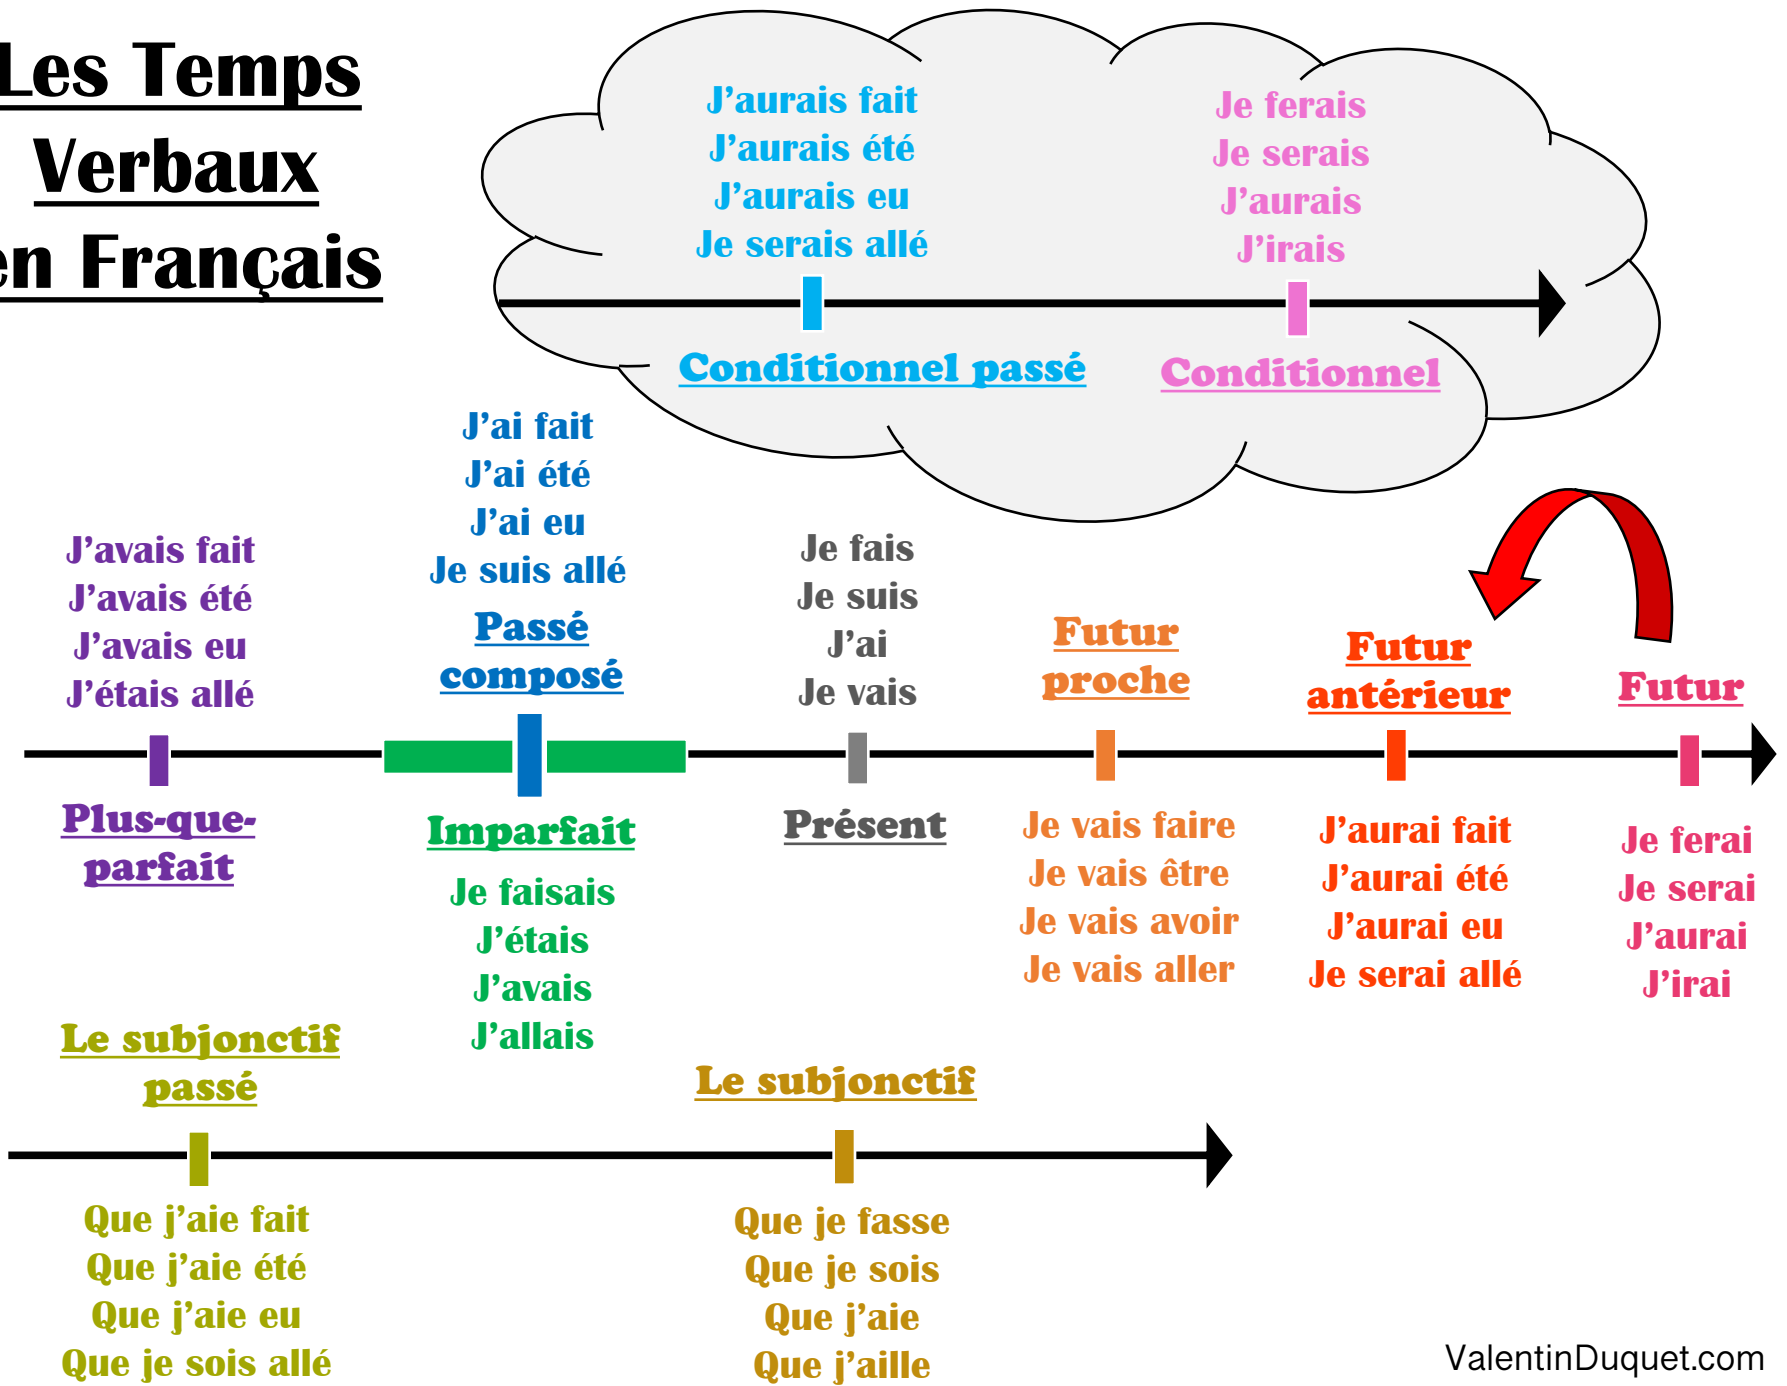 Les Temps
Verbaux
en Français
J'aurais fait
J'aurais été
J'aurais eu
Je serais allé
Conditionnel passé
Je ferais
Je serais
J'aurais
J'irais
Conditionnel
J'avais fait
J'avais été
J'avais eu
J'étais allé
Plus-que-
parfait
J'ai fait
J'ai été
J'ai eu
Je suis allé
Passé
composé
Imparfait
Je faisais
J'étais
J'avais
J'allais
Je fais
Je suis
J'ai
Je vais
Présent
Futur
proche
Je vais faire
Je vais être
Je vais avoir
Je vais aller
Futur
antérieur
J'aurai fait
J'aurai été
J'aurai eu
Je serai allé
Futur
Je ferai
Je serai
J'aurai
J'irai
Le subjonctif
passé
Que j'aie fait
Que j'aie été
Que j'aie eu
Que je sois allé
Le subjonctif
Que je fasse
Que je sois
Que j'aie
Que j'aille
ValentinDuquet.com